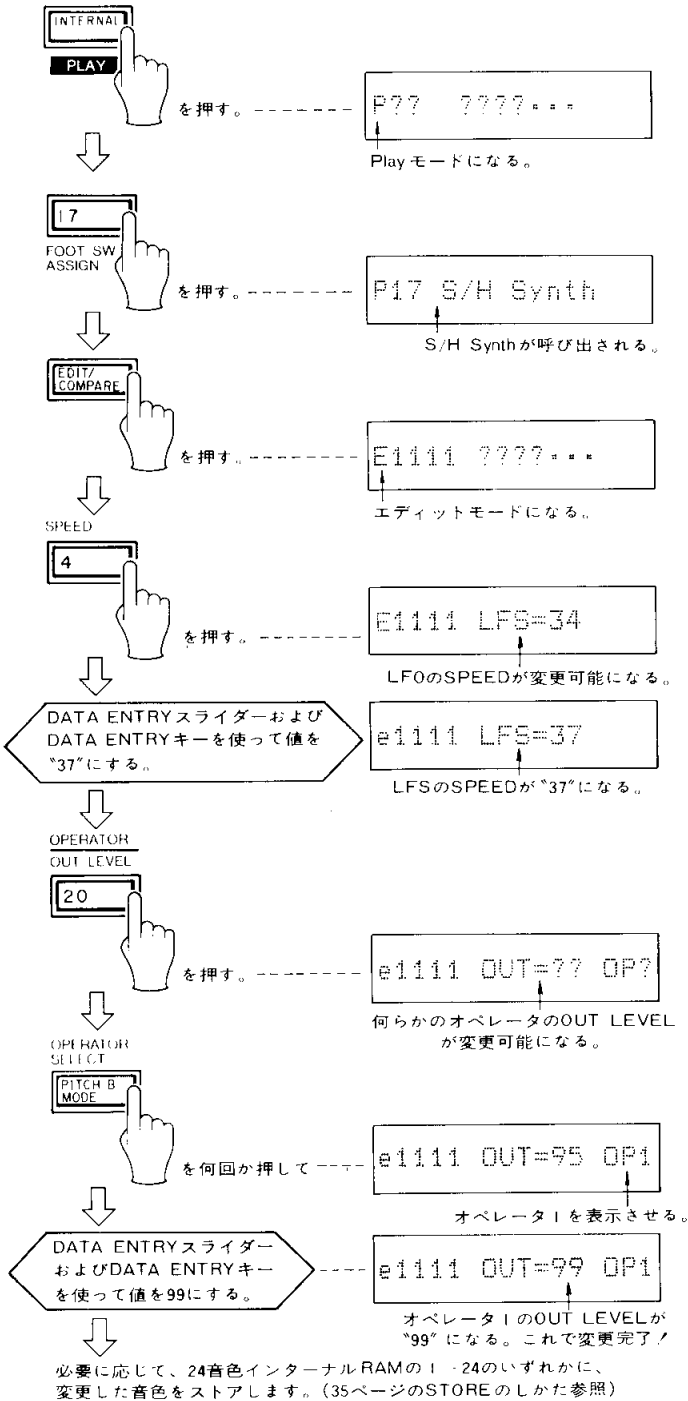 INTERNAL
PLAY
を押す。
P?? ????...
Playモードになる。
17
FOOT SW
ASSIGN
を押す。
P17 S/H Synth
S/H Synthが呼び出される。
EDIT/
COMPARE
を押す。
E1111 ????...
エディットモードになる。
SPEED
4
を押す。
E1111 LFS=34
LFOのSPEEDが変更可能になる。
DATA ENTRYスライダーおよび
DATA ENTRYキーを使って値を
"37"にする。
e1111 LFS=37
LFSのSPEEDが"37"になる。
OPERATOR
OUT LEVEL
20
を押す。
e1111 OUT=?? OP?
何らかのオペレータのOUT LEVEL
が変更可能になる。
OPERATOR
SELECT
PITCH B
MODE
を何回か押して
e1111 OUT=95 OP1
オペレータ1を表示させる。
DATA ENTRYスライダー
およびDATA ENTRYキー
を使って値を99にする。
e1111 OUT=99 OP1
オペレータ1のOUT LEVELが
"99"になる。これで変更完了!
必要に応じて、24音色インターナルRAMの1-24のいずれかに、
変更した音色をストアします。(35ページのSTOREのしかた参照)